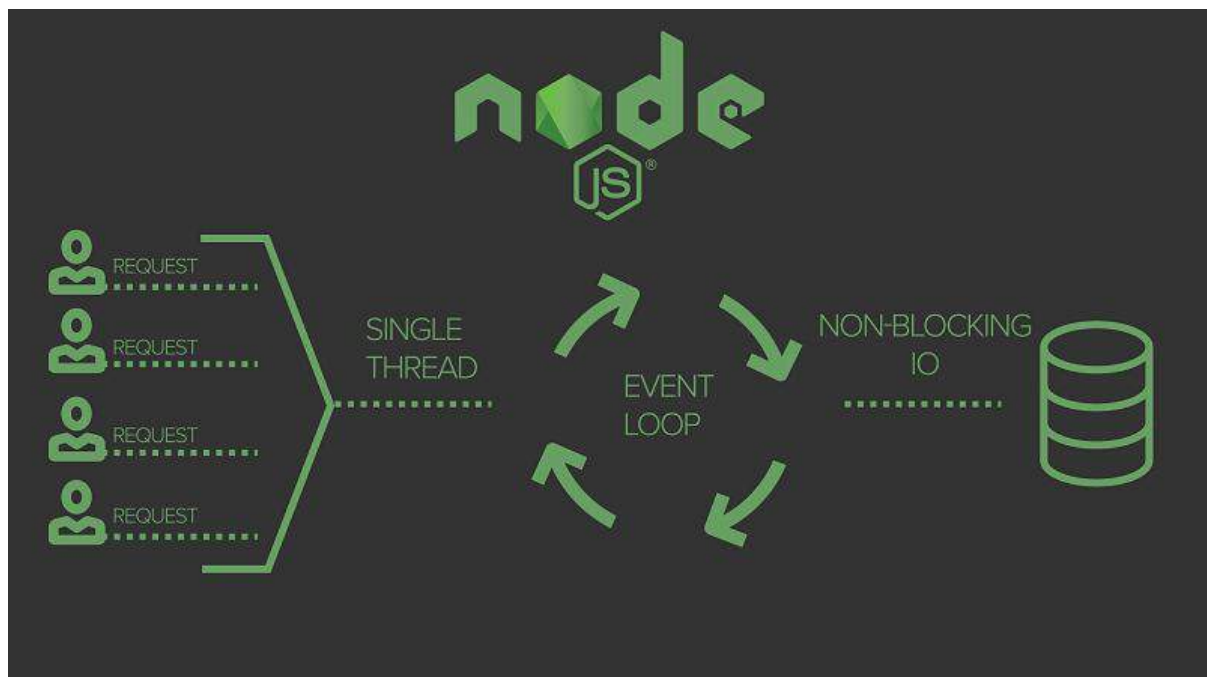 node
JS®
REQUEST
REQUEST
REQUEST
REQUEST
SINGLE
THREAD
EVENT
LOOP
NON-BLOCKING
IO